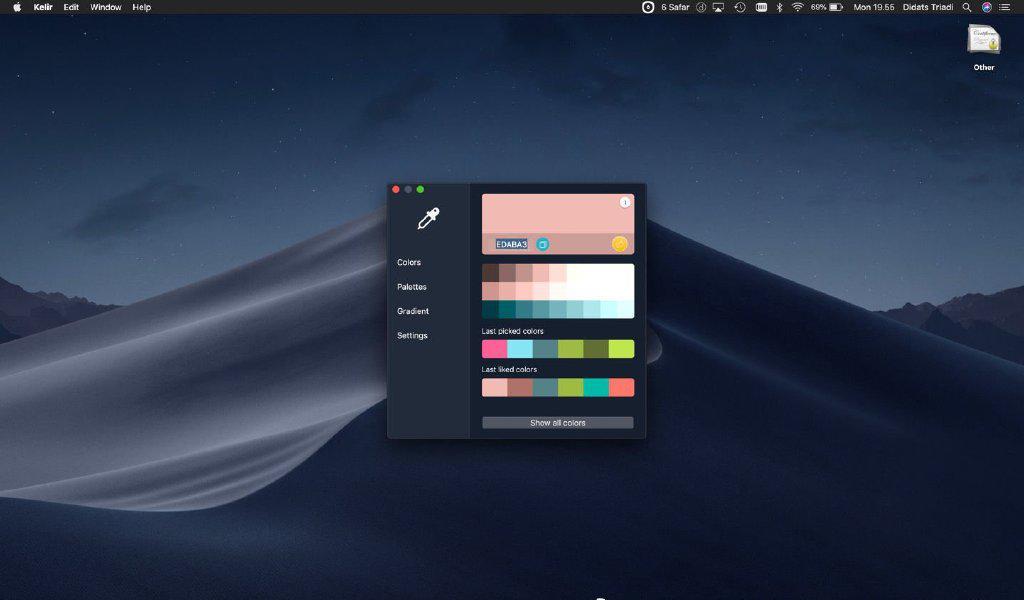 Kelir Edit Window Help 6 Safar 69% Mon 19.55 Didats Triadi
Other
EDABA3
Colors
Palettes
Gradient
Settings
Last picked colors
Last liked colors
Show all colors